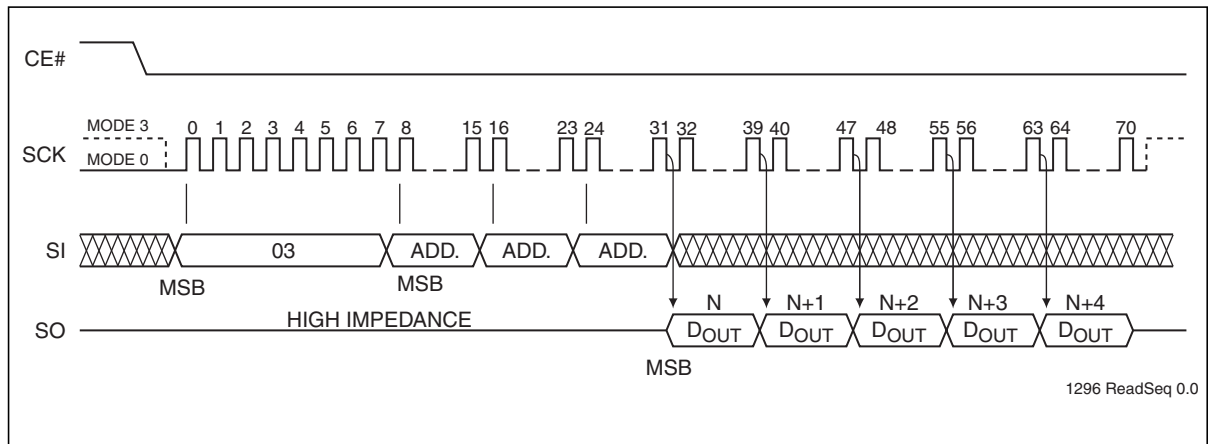 CE#
MODE 3
0 1 2 3 4 5 6 7 8 15 16 23 24 31 32 39 40 47 48 55 56 63 64 70
SCK
MODE 0
SI
03 ADD. ADD. ADD.
MSB MSB
N N+1 N+2 N+3 N+4
HIGH IMPEDANCE
SO
DOUT DOUT DOUT DOUT DOUT
MSB
1296 ReadSeq 0.0